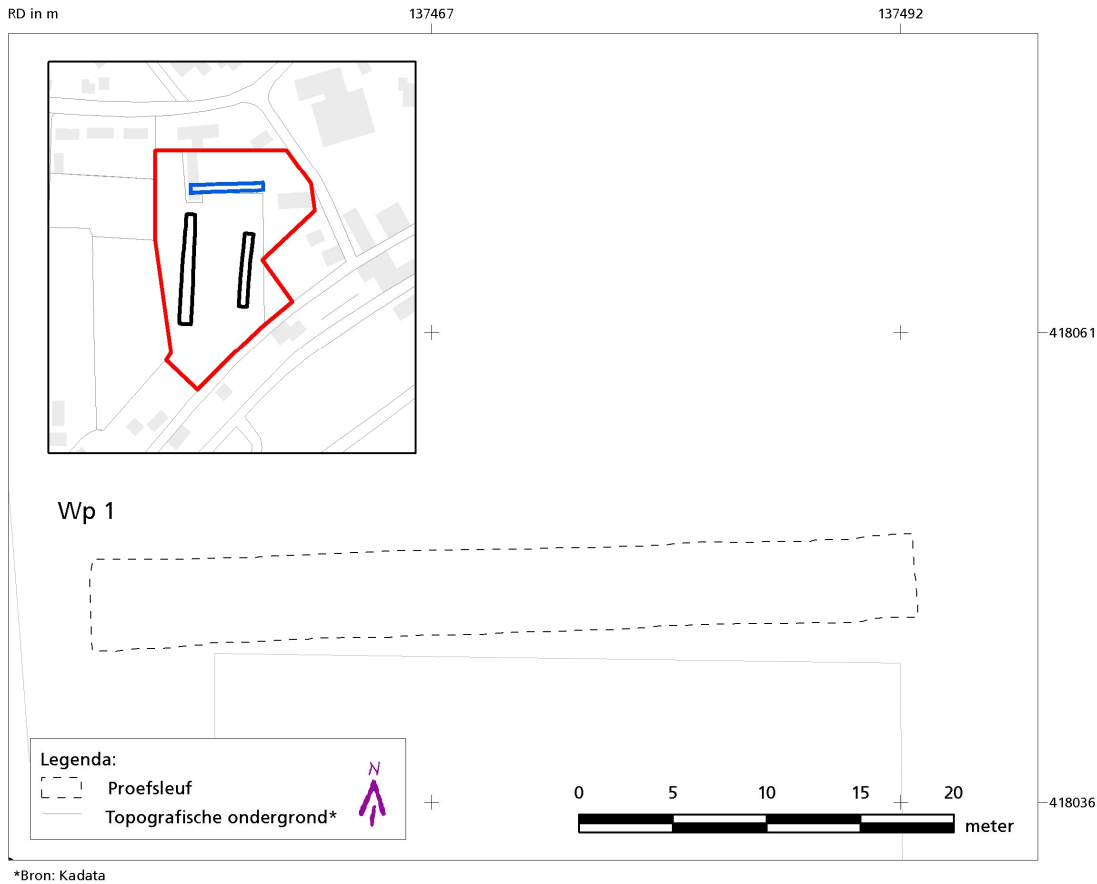 RD in m
137467
137492
418061
Wp 1
Legenda:
Proefsleuf
Topografische ondergrond*
N
0 5 10 15 20
meter
418036
*Bron: Kadata